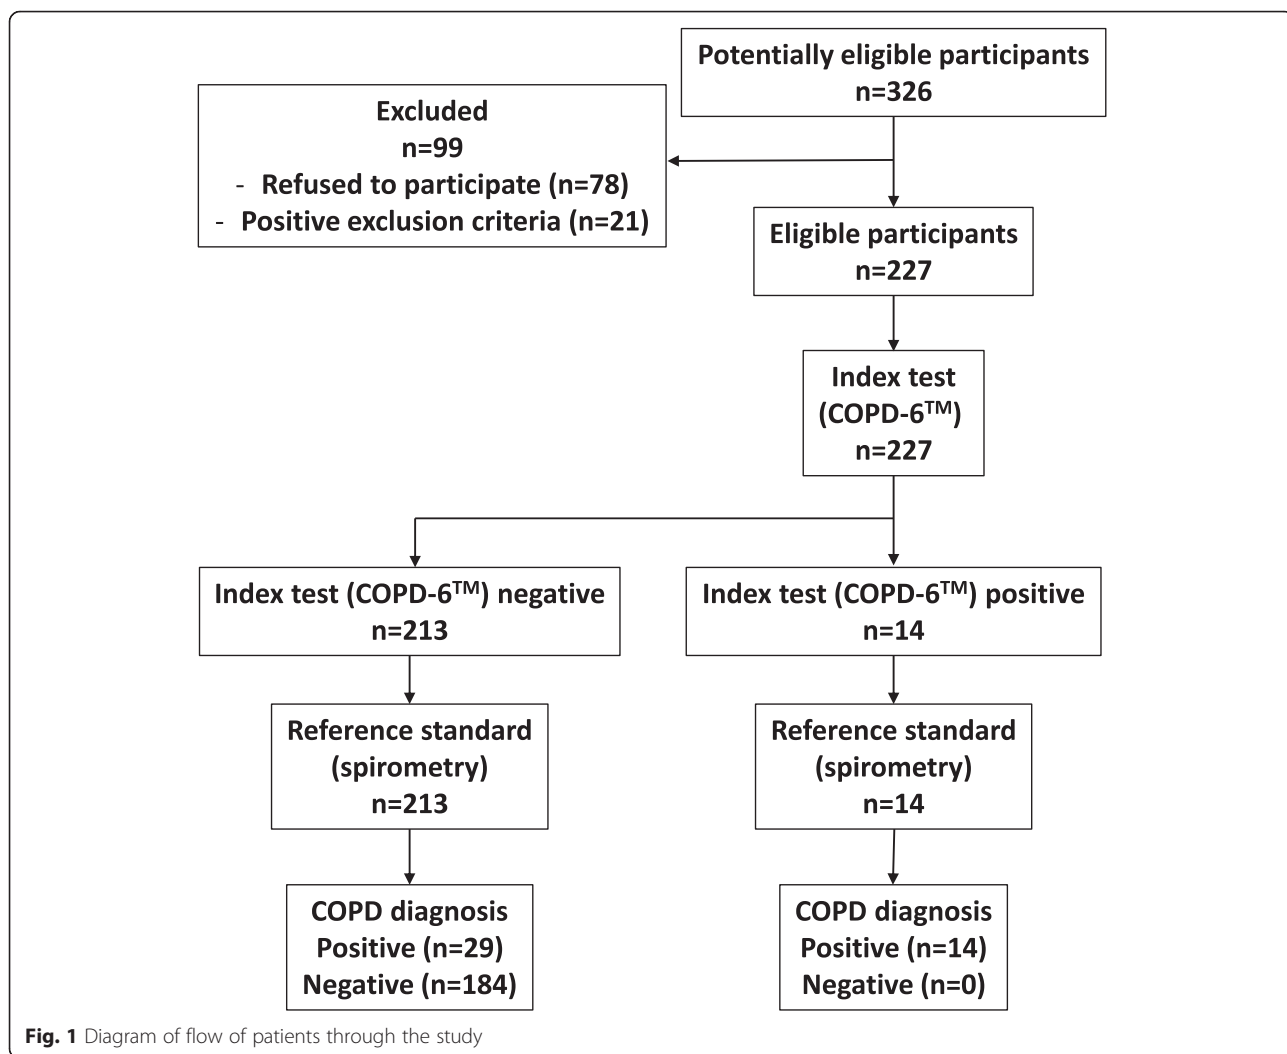 Potentially eligible participants
n=326
Excluded
n=99
- Refused to participate (n=78)
- Positive exclusion criteria (n=21)
Eligible participants
n=227
Index test
(COPD-6™)
n=227
Index test (COPD-6™) negative
n=213
Index test (COPD-6™) positive
n=14
Reference standard
(spirometry)
n=213
Reference standard
(spirometry)
n=14
COPD diagnosis
Positive (n=29)
Negative (n=184)
COPD diagnosis
Positive (n=14)
Negative (n=0)
Fig. 1 Diagram of flow of patients through the study